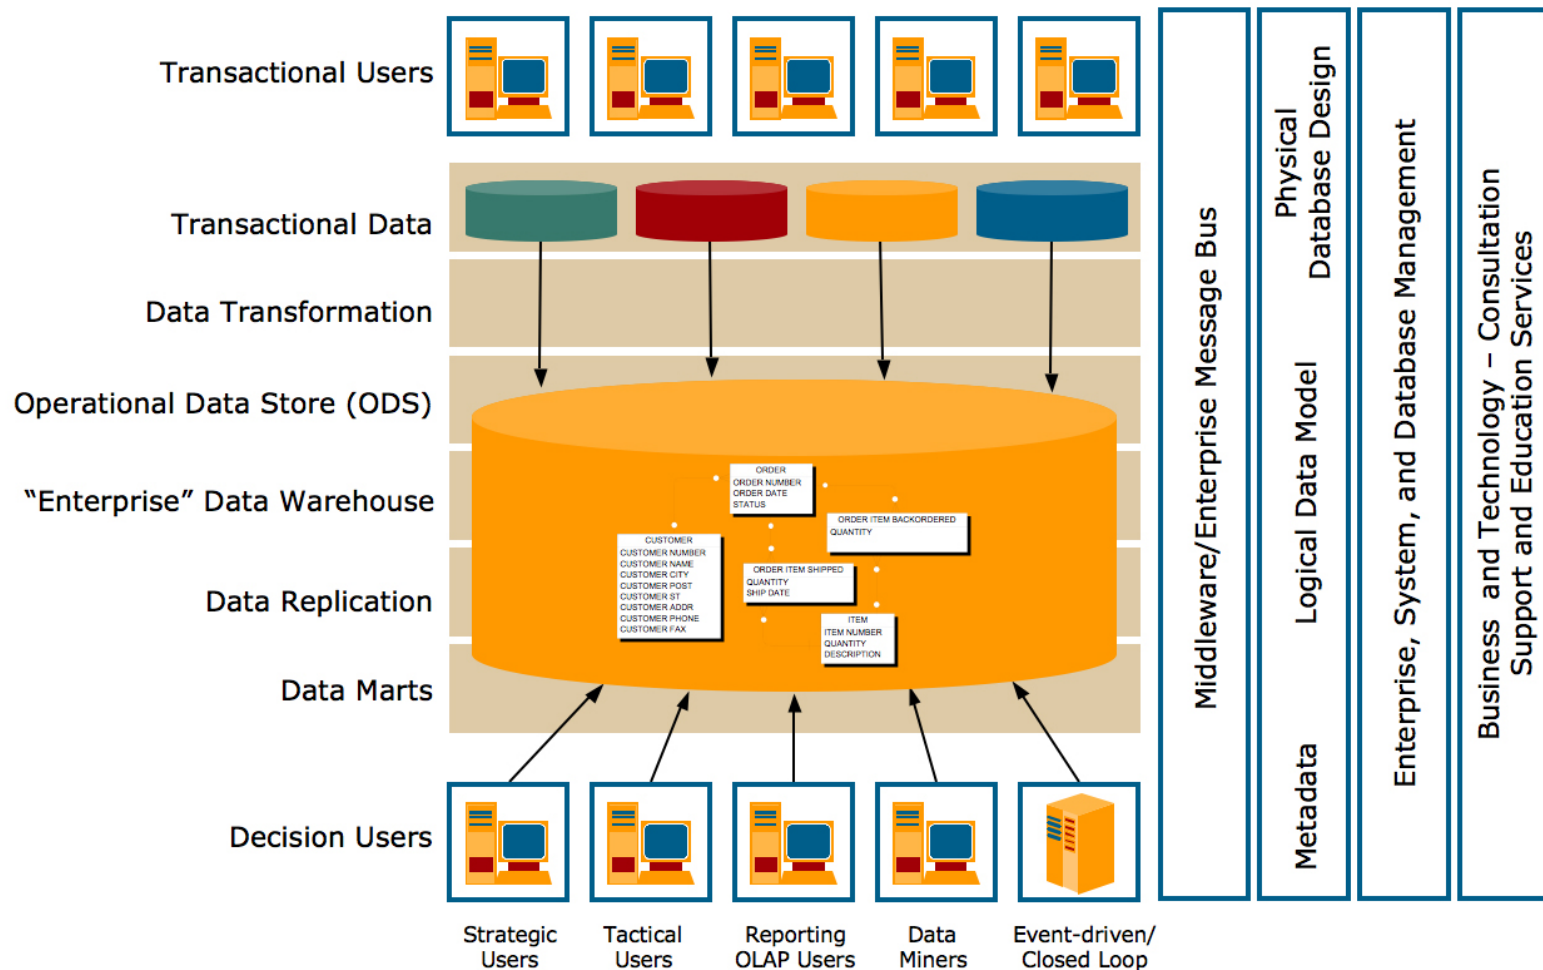 Transactional Users
Transactional Data
Data Transformation
Operational Data Store (ODS)
“Enterprise” Data Warehouse
Data Replication
Data Marts
Decision Users
ORDER
ORDER NUMBER
ORDER DATE
STATUS
ORDER ITEM BACKORDERED
QUANTITY
CUSTOMER
CUSTOMER NUMBER
CUSTOMER NAME
CUSTOMER CITY
CUSTOMER POST
CUSTOMER ST
CUSTOMER ADDR
CUSTOMER PHONE
CUSTOMER FAX
ORDER ITEM SHIPPED
QUANTITY
SHIP DATE
ITEM
ITEM NUMBER
QUANTITY
DESCRIPTION
Strategic
Users
Tactical
Users
Reporting
OLAP Users
Data
Miners
Event-driven/
Closed Loop
Middleware/Enterprise Message Bus
Physical
Database Design
Logical Data Model
Metadata
Enterprise, System, and Database Management
Business and Technology – Consultation
Support and Education Services